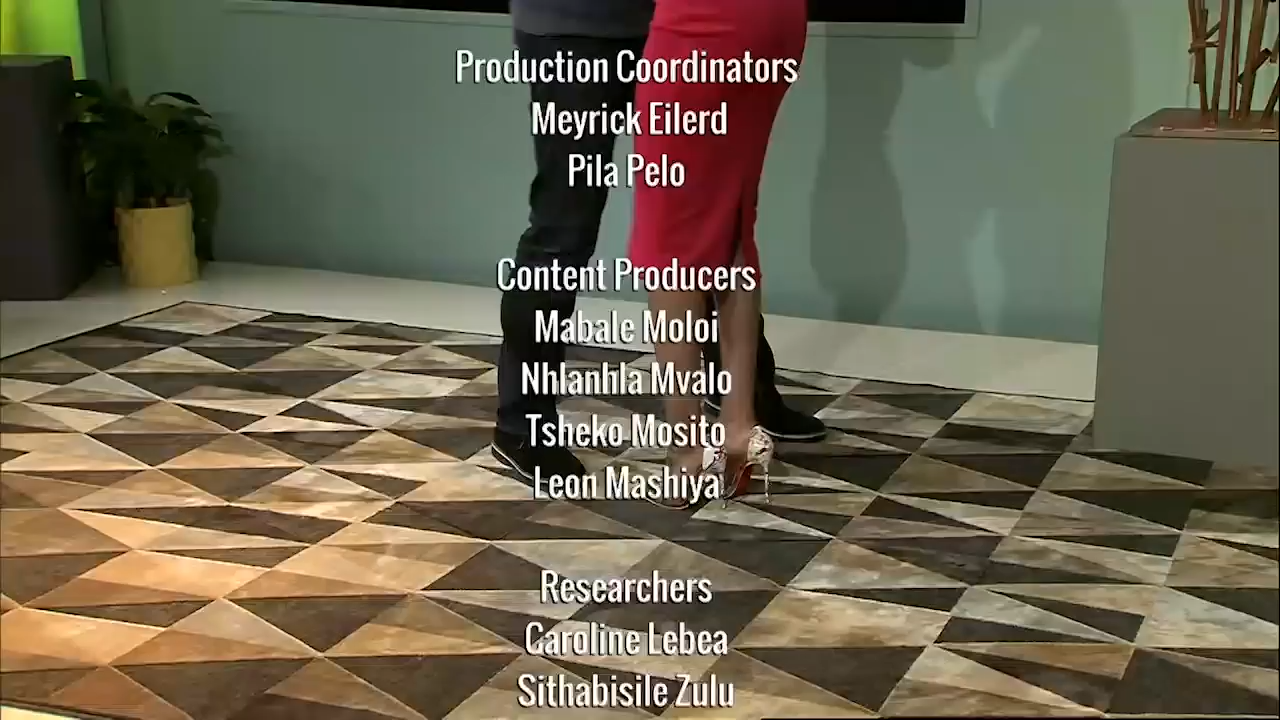 Production Coordinators
Meyrick Eilerd
Pila Pelo
Content Producers
Mabale Moloi
Nhlanhla Mvalo
Tsheko Mosito
Leon Mashiya
Researchers
Caroline Lebea
Sithabisile Zulu